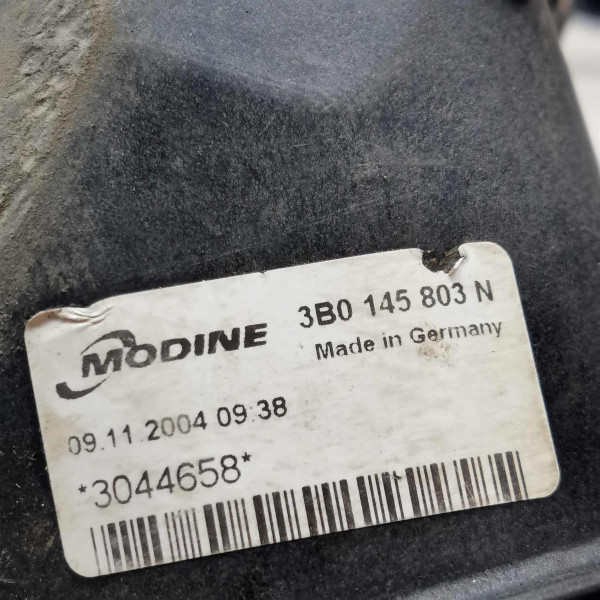 MODINE 3B0 145 803 N
Made in Germany
09.11.2004 09:38
*3044658*